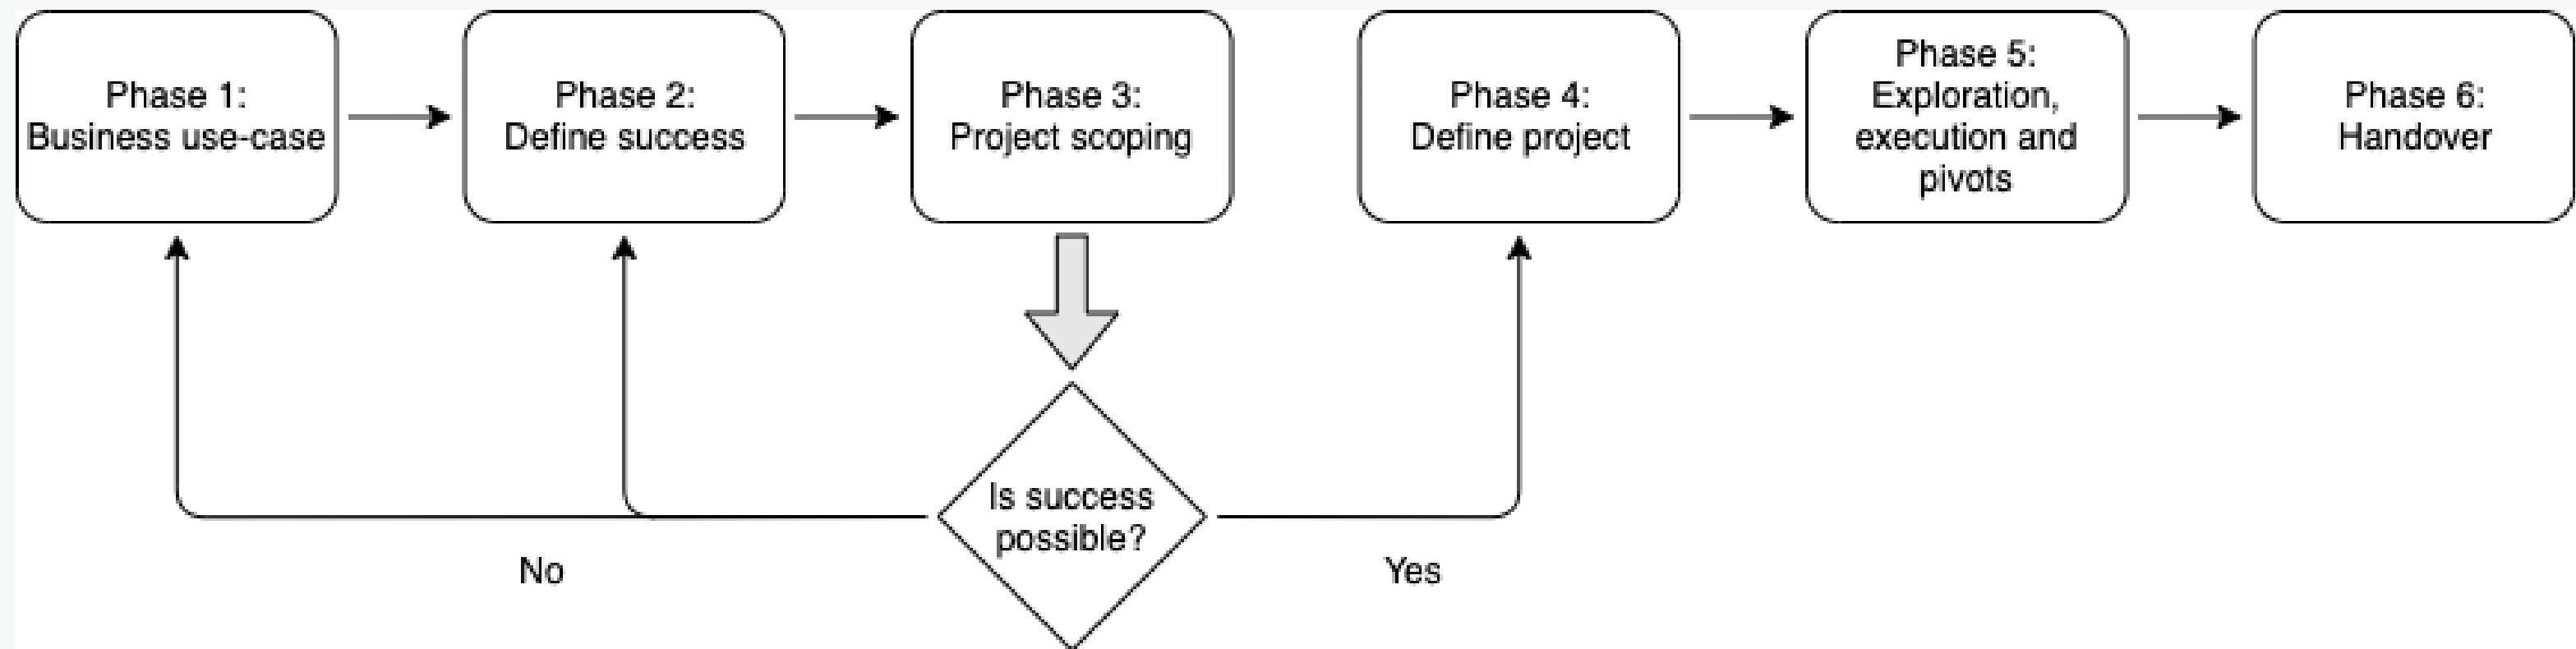 Phase 1:
Business use-case
Phase 2:
Define success
Phase 3:
Project scoping
Phase 4:
Define project
Phase 5:
Exploration,
execution and
pivots
Phase 6:
Handover
Is success
possible?
No
Yes